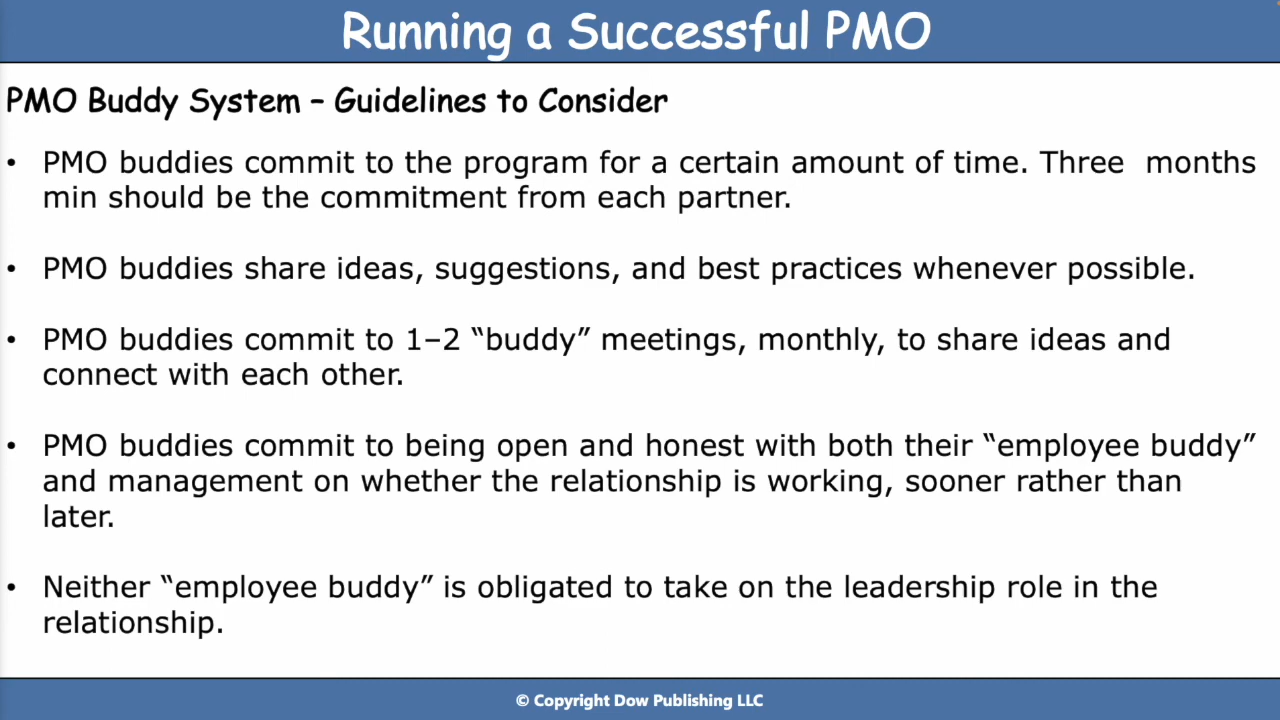 Running a Successful PMO
PMO Buddy System – Guidelines to Consider
• PMO buddies commit to the program for a certain amount of time. Three  months
min should be the commitment from each partner.
• PMO buddies share ideas, suggestions, and best practices whenever possible.
• PMO buddies commit to 1–2 “buddy” meetings, monthly, to share ideas and
connect with each other.
• PMO buddies commit to being open and honest with both their “employee buddy”
and management on whether the relationship is working, sooner rather than
later.
• Neither “employee buddy” is obligated to take on the leadership role in the
relationship.
© Copyright Dow Publishing LLC